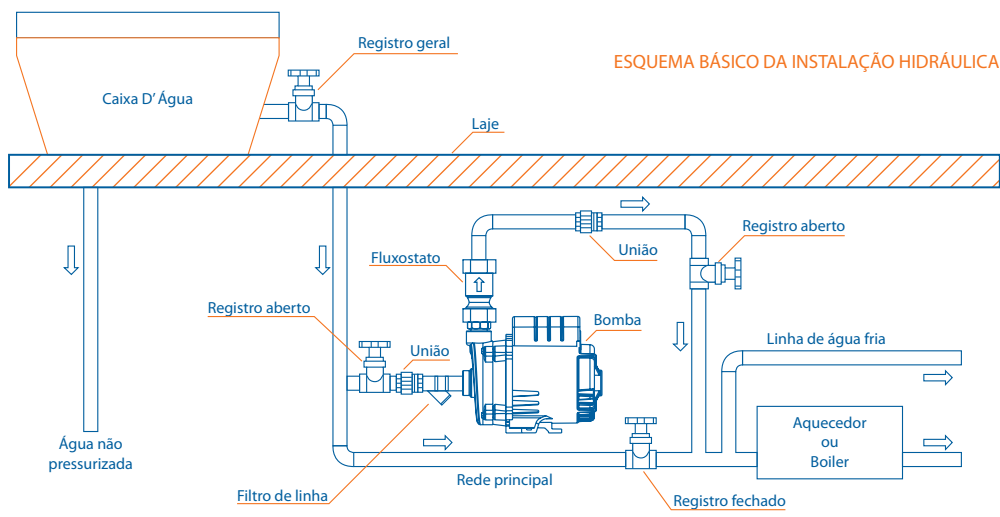 ESQUEMA BÁSICO DA INSTALAÇÃO HIDRÁULICA
Registro geral
Caixa D'Água
Laje
União
Registro aberto
Fluxostato
Registro aberto
Bomba
União
Linha de água fria
Água não
pressurizada
Aquecedor
ou
Boiler
Rede principal
Filtro de linha
Registro fechado